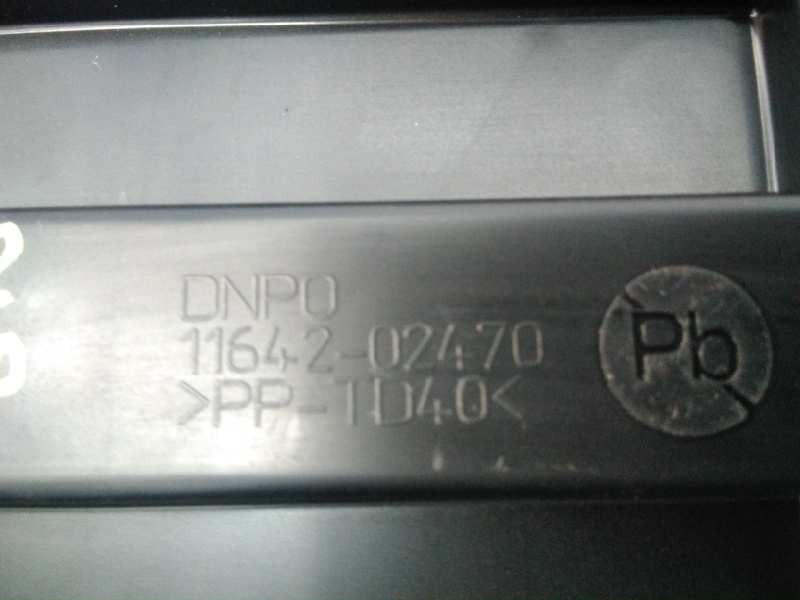 DNPO
11642-02470
>PP-TD40<
Pb